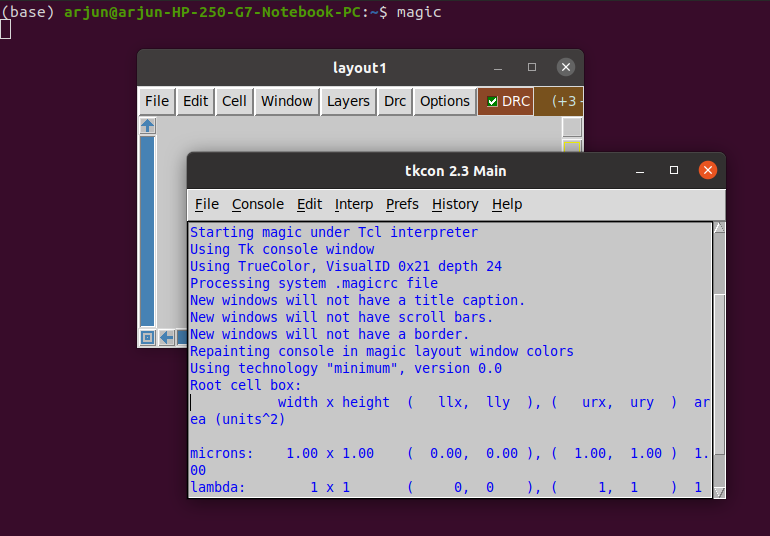 (base) arjun@arjun-HP-250-G7-Notebook-PC:~$ magic
layout1
File Edit Cell Window Layers Drc Options DRC (+3 -
tkcon 2.3 Main
File Console Edit Interp Prefs History Help
Starting magic under Tcl interpreter
Using Tk console window
Using TrueColor, VisualID 0x21 depth 24
Processing system .magicrc file
New windows will not have a title caption.
New windows will not have scroll bars.
New windows will not have a border.
Repainting console in magic layout window colors
Using technology "minimum", version 0.0
Root cell box:
width x height ( llx, lly ), ( urx, ury ) ar
ea (units^2)
microns: 1.00 x 1.00 ( 0.00, 0.00 ), ( 1.00, 1.00 ) 1.
00
lambda: 1 x 1 ( 0, 0 ), ( 1, 1 ) 1